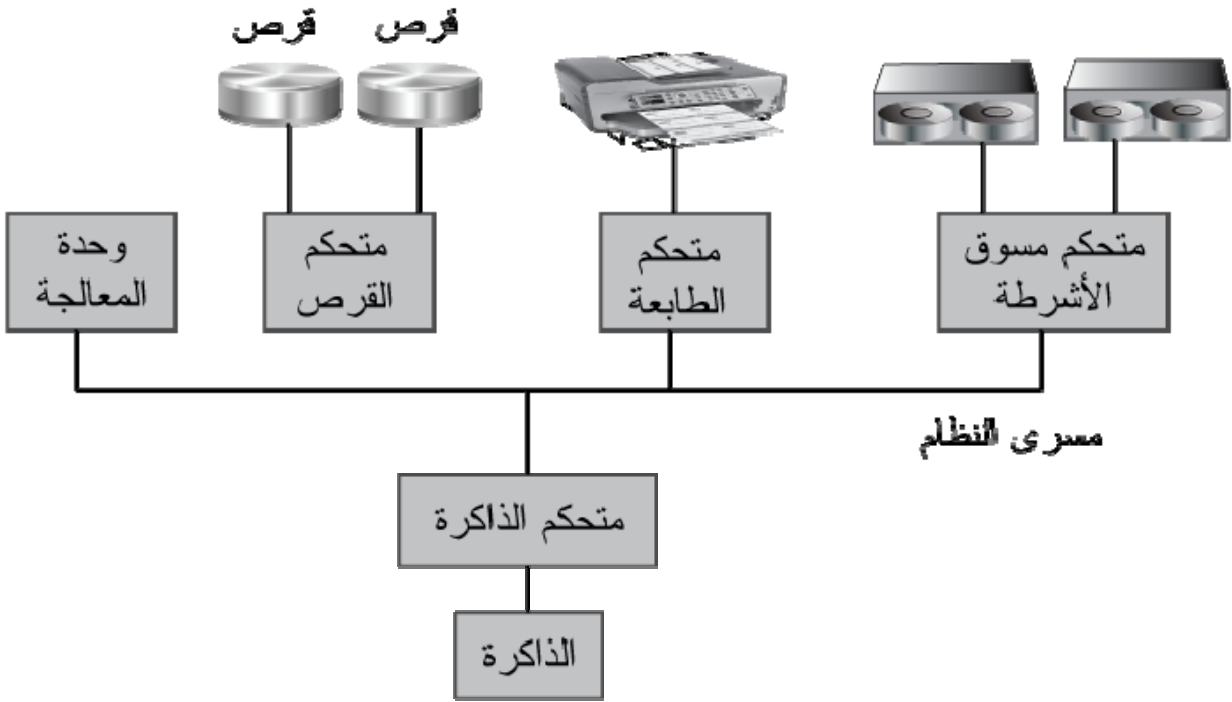 قرص
قرص
وحدة
المعالجة
متحكم
القرص
متحكم
الطابعة
متحكم مسوق
الأشرطة
مسرى النظام
متحكم الذاكرة
الذاكرة